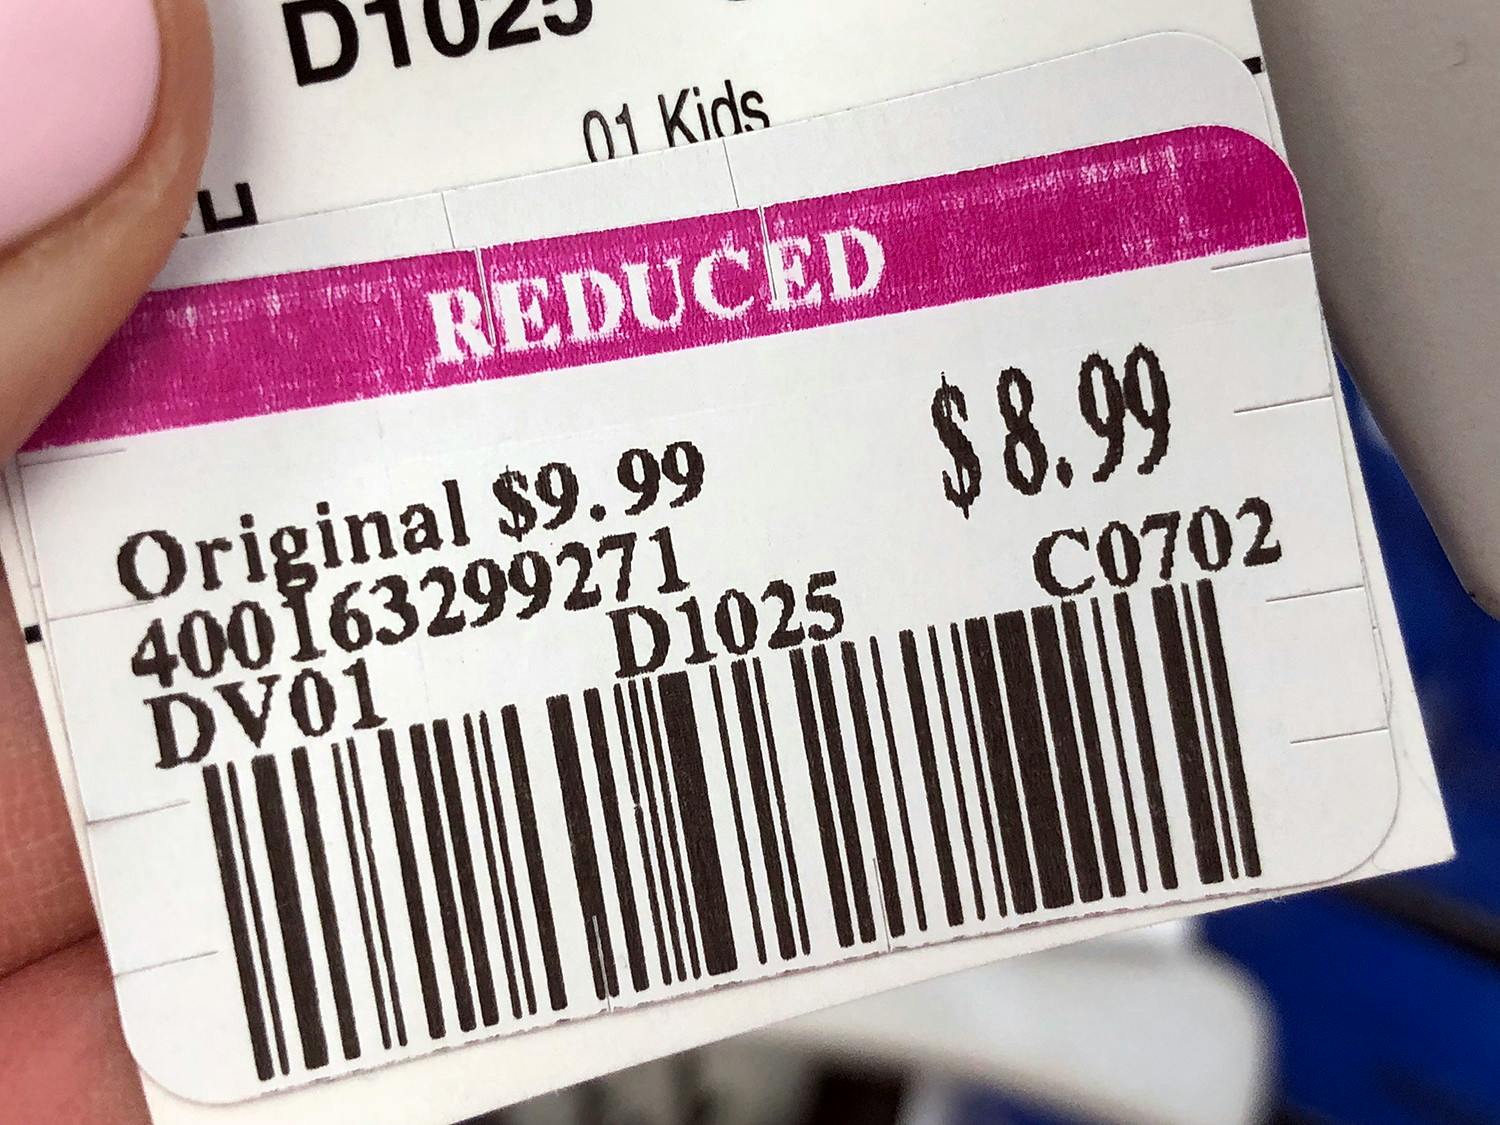 D1025
01 Kids
REDUCED
$8.99
Original $9.99
400163299271
C0702
DV01
D1025